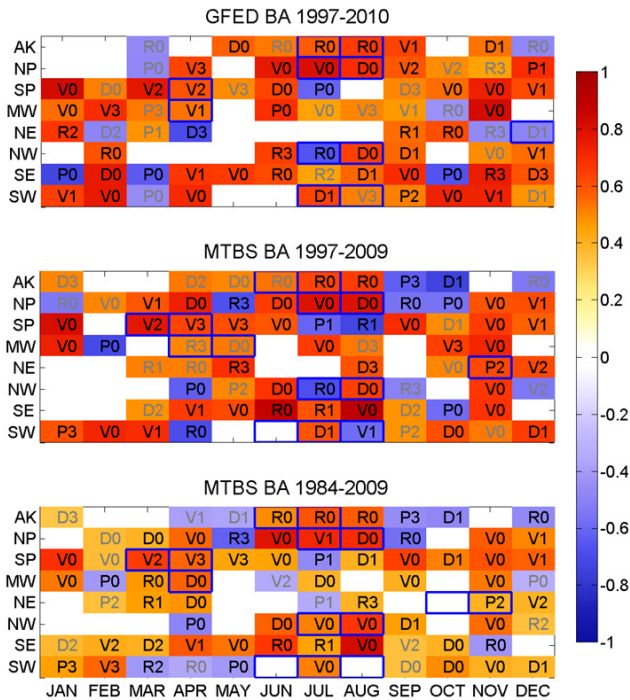 GFED BA 1997-2010
AK R0 D0 R0 R0 R0 V1 D1 R0
NP P0 V3 V0 V0 D0 V2 V2 R3 P1
SP V0 D0 V2 V2 V3 D0 P0 D3 V0 V0 V1
MW V0 V3 P3 V1 P0 V0 V3 V1 R0 V0
NE R2 D2 P1 D3 R1 R0 R3 D1
NW R0 R3 R0 D0 D1 V0 V1
SE P0 P0 P0 V1 V0 R0 R2 D1 V0 P0 R3 D3
SW V1 V0 P0 V0 D1 V3 P2 V0 V1 D1
MTBS BA 1997-2009
AK D3 D2 D0 R0 R0 R0 P3 D1 R0
NP R0 V0 V1 D0 R3 D0 V0 D0 R0 P0 V0 V1
SP V0 V2 V3 V3 V0 P1 R1 V0 D1 V0 V1
MW V0 P0 R3 D0 V0 D3 V3 V0
NE R1 R0 R3 D3 V0 P2 V2
NW P0 P2 D0 R0 D0 R3 V0 V2
SE D2 V1 V0 R0 R1 V0 D2 P0 V0
SW P3 V0 V1 R0 D1 V1 P2 D0 V0 D1
MTBS BA 1984-2009
AK D3 V1 D1 R0 R0 R0 P3 D1 R0
NP D0 D0 V0 R3 V0 V1 D0 R0 V0 V1
SP V0 V0 V2 V3 V3 V0 P1 D1 V0 D1 V0 V1
MW V0 P0 R0 D0 V2 D0 V0 V0 P0
NE P2 R1 D0 P1 R3 P2 V2
NW P0 D0 V0 V0 D1 V0 R2
SE D2 V2 D2 V1 V0 R0 R1 V0 V2 D0 R0
SW P3 V3 R2 R0 P0 V0 D0 D0 V0 D1
JAN FEB MAR APR MAY JUN JUL AUG SEP OCT NOV DEC
1
0.8
0.6
0.4
0.2
0
-0.2
-0.4
-0.6
-0.8
-1